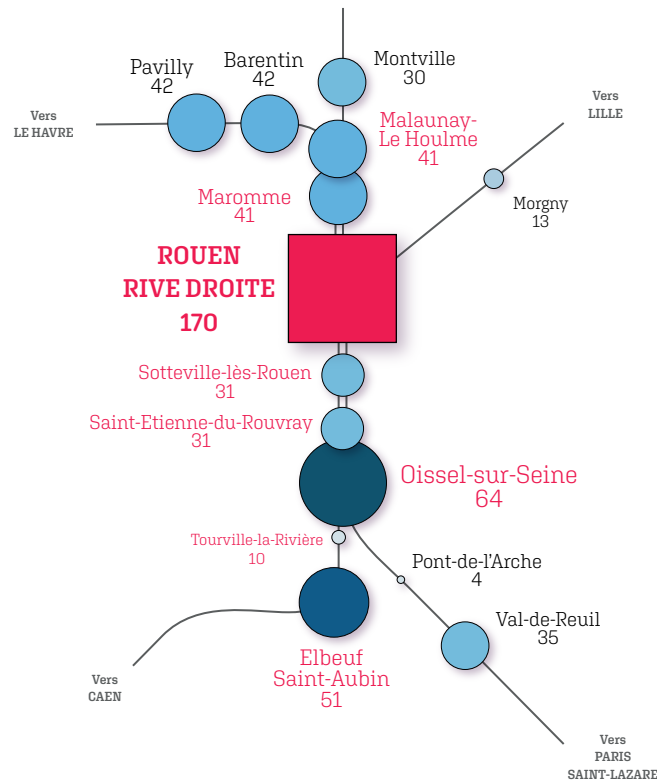 Montville
30
Barentin
42
Pavilly
42
Vers
LE HAVRE
Vers
LILLE
Malaunay-
Le Houlme
41
Maromme
41
Morgny
13
ROUEN
RIVE DROITE
170
Sotteville-lès-Rouen
31
Saint-Etienne-du-Rouvray
31
Oissel-sur-Seine
64
Tourville-la-Rivière
10
Pont-de-l'Arche
4
Val-de-Reuil
35
Elbeuf
Saint-Aubin
51
Vers
CAEN
Vers
PARIS
SAINT-LAZARE